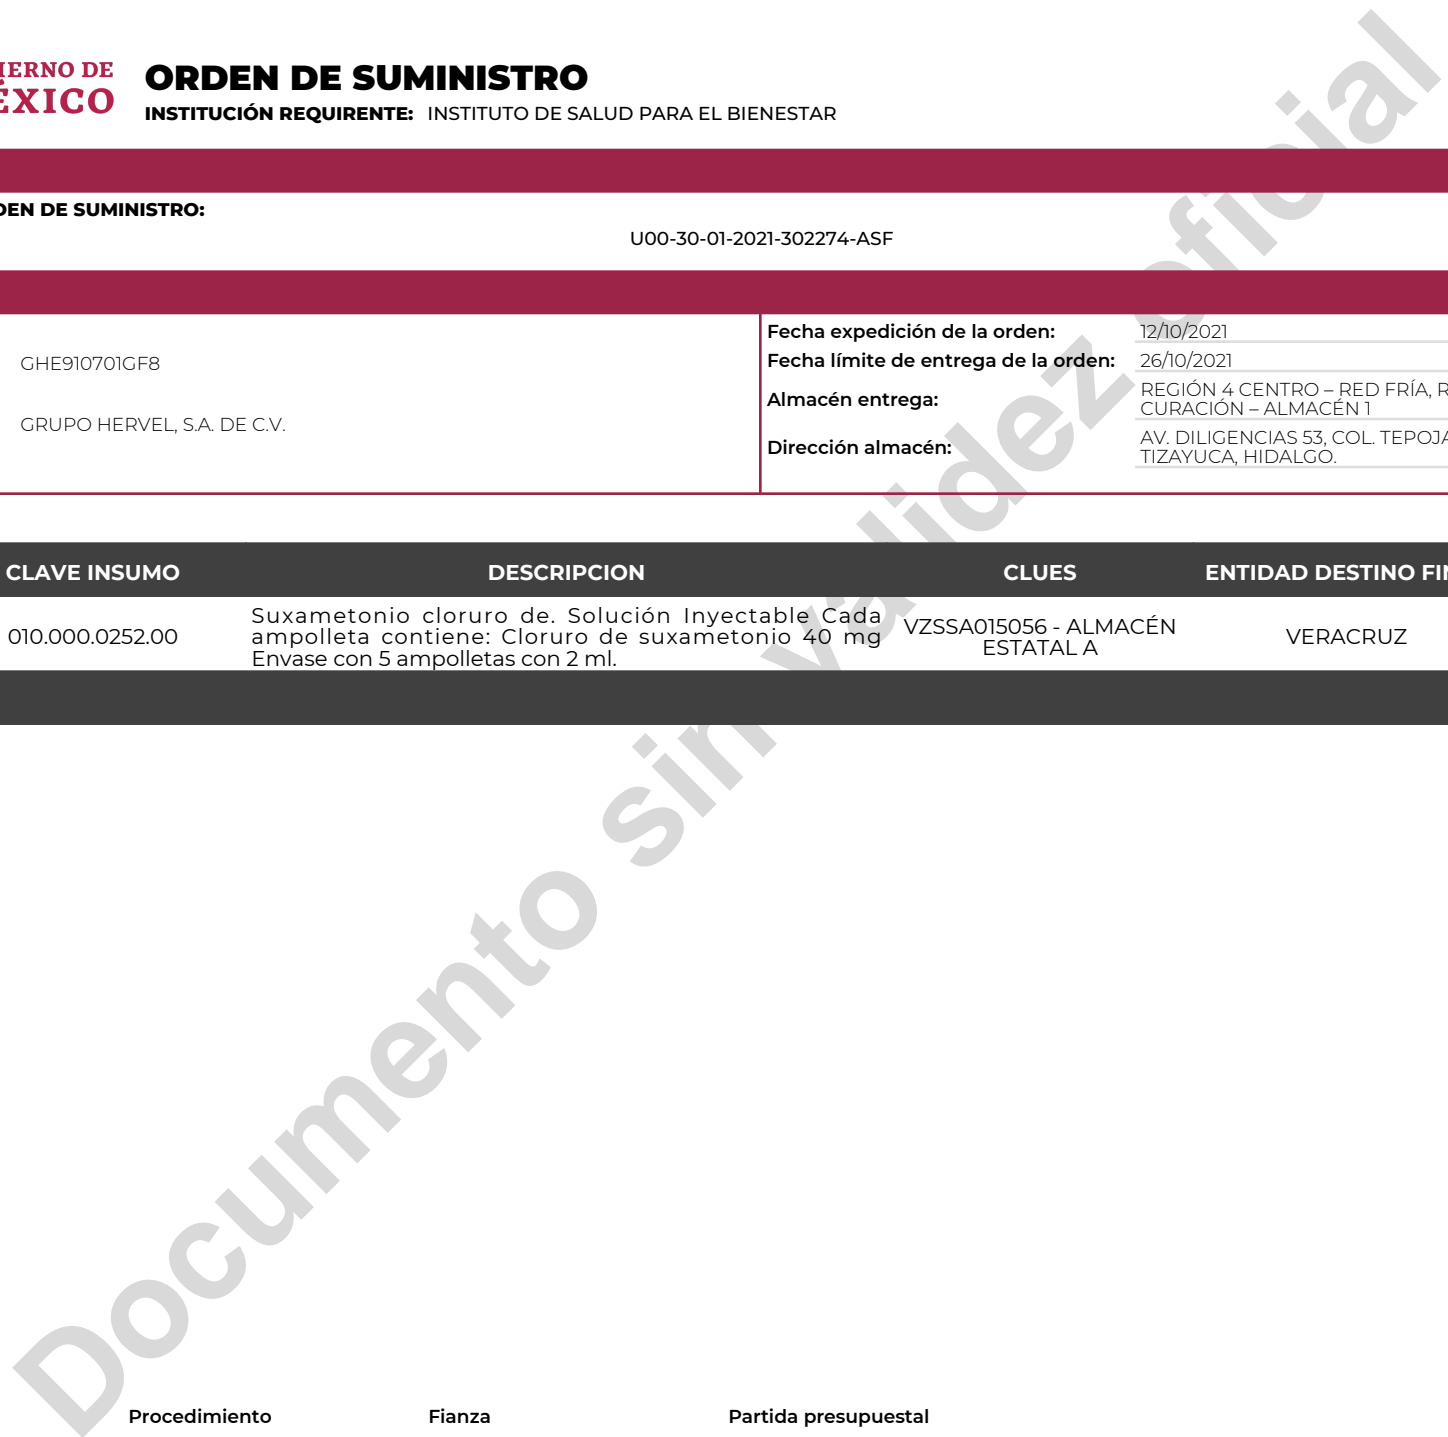 IERNO DE
ÉXICO
ORDEN DE SUMINISTRO
INSTITUCIÓN REQUIRENTE: INSTITUTO DE SALUD PARA EL BIENESTAR
DEN DE SUMINISTRO:
U00-30-01-2021-302274-ASF
GHE910701GF8
GRUPO HERVEL, S.A. DE C.V.
Fecha expedición de la orden: 12/10/2021
Fecha límite de entrega de la orden: 26/10/2021
Almacén entrega: REGIÓN 4 CENTRO – RED FRÍA, R
CURACIÓN – ALMACÉN 1
Dirección almacén: AV. DILIGENCIAS 53, COL. TEPOJA
TIZAYUCA, HIDALGO.
CLAVE INSUMO DESCRIPCION CLUES ENTIDAD DESTINO FIN
010.000.0252.00
Suxametonio cloruro de. Solución Inyectable Cada
ampolleta contiene: Cloruro de suxametonio 40 mg
Envase con 5 ampolletas con 2 ml.
VZSSA015056 - ALMACÉN
ESTATAL A
VERACRUZ
Documento sin validez oficial
Procedimiento Fianza Partida presupuestal